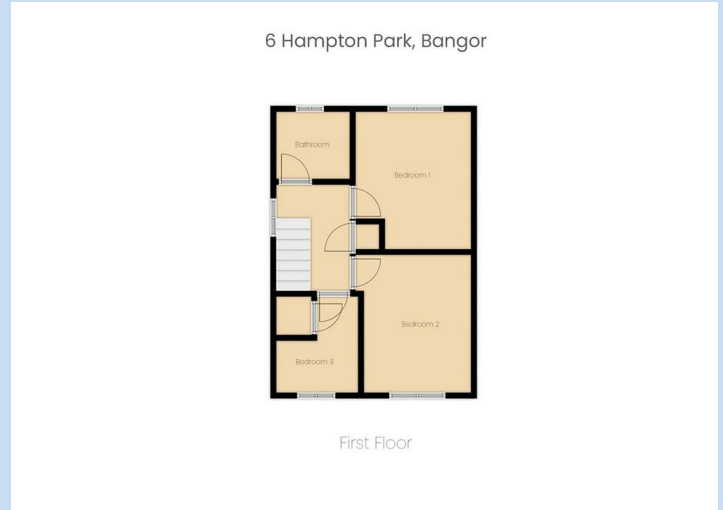 6 Hampton Park, Bangor
Bathroom
Bedroom 1
Bedroom 2
Bedroom 3
First Floor